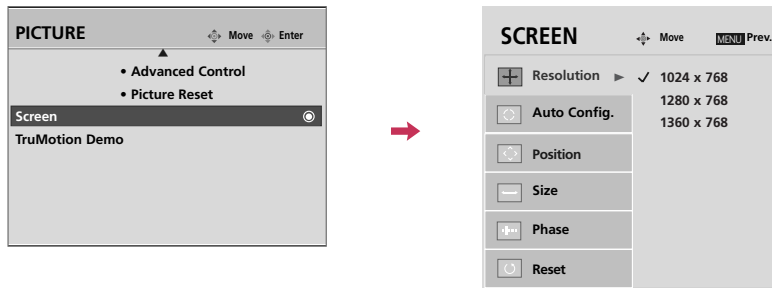 PICTURE
Move Enter
• Advanced Control
• Picture Reset
Screen
TruMotion Demo
SCREEN
Move MENU Prev.
Resolution ► ✓ 1024 x 768
1280 x 768
1360 x 768
Auto Config.
Position
Size
Phase
Reset